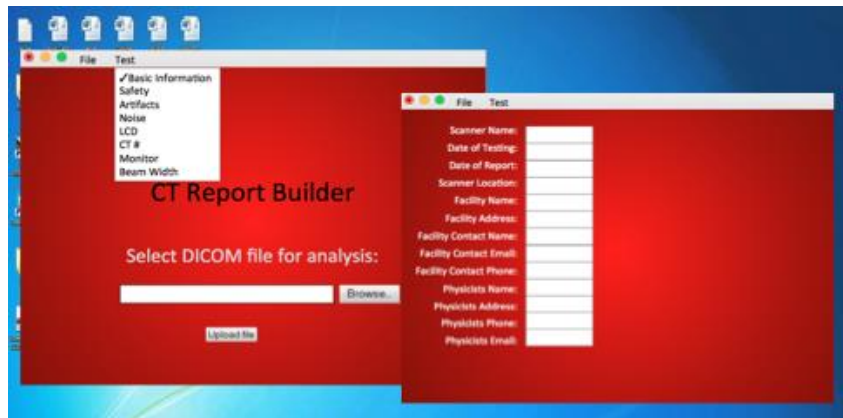 File Test
✓Basic Information
Safety
Artifacts
Noise
LCD
CT #
Monitor
Beam Width
CT Report Builder
Select DICOM file for analysis:
Browse..
Upload file
File Test
Scanner Name:
Date of Testing:
Date of Report:
Scanner Location:
Facility Name:
Facility Address:
Facility Contact Name:
Facility Contact Email:
Facility Contact Phone:
Physicists Name:
Physicists Address:
Physicists Phone:
Physicists Email: